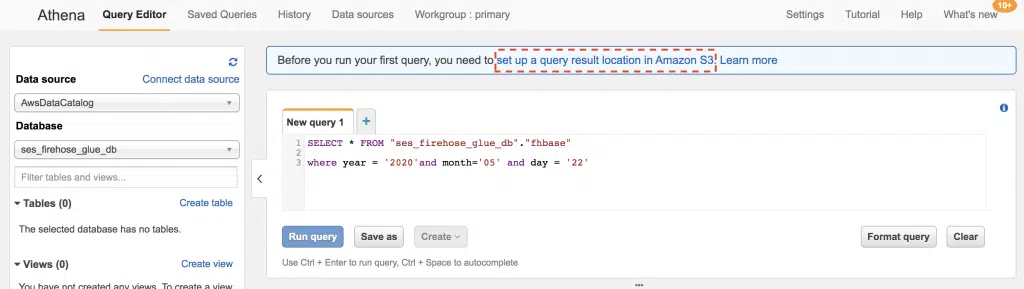 Athena Query Editor Saved Queries History Data sources Workgroup : primary Settings Tutorial Help What's new 10+
Data source Connect data source
AwsDataCatalog
Database
ses_firehose_glue_db
Filter tables and views...
Tables (0) Create table
The selected database has no tables.
Views (0) Create view
You have not created any views. To create a view
Before you run your first query, you need to set up a query result location in Amazon S3. Learn more
New query 1 +
1 SELECT * FROM "ses_firehose_glue_db"."fhbase"
2
3 where year = '2020'and month='05' and day = '22'
Run query Save as Create Format query Clear
Use Ctrl + Enter to run query, Ctrl + Space to autocomplete